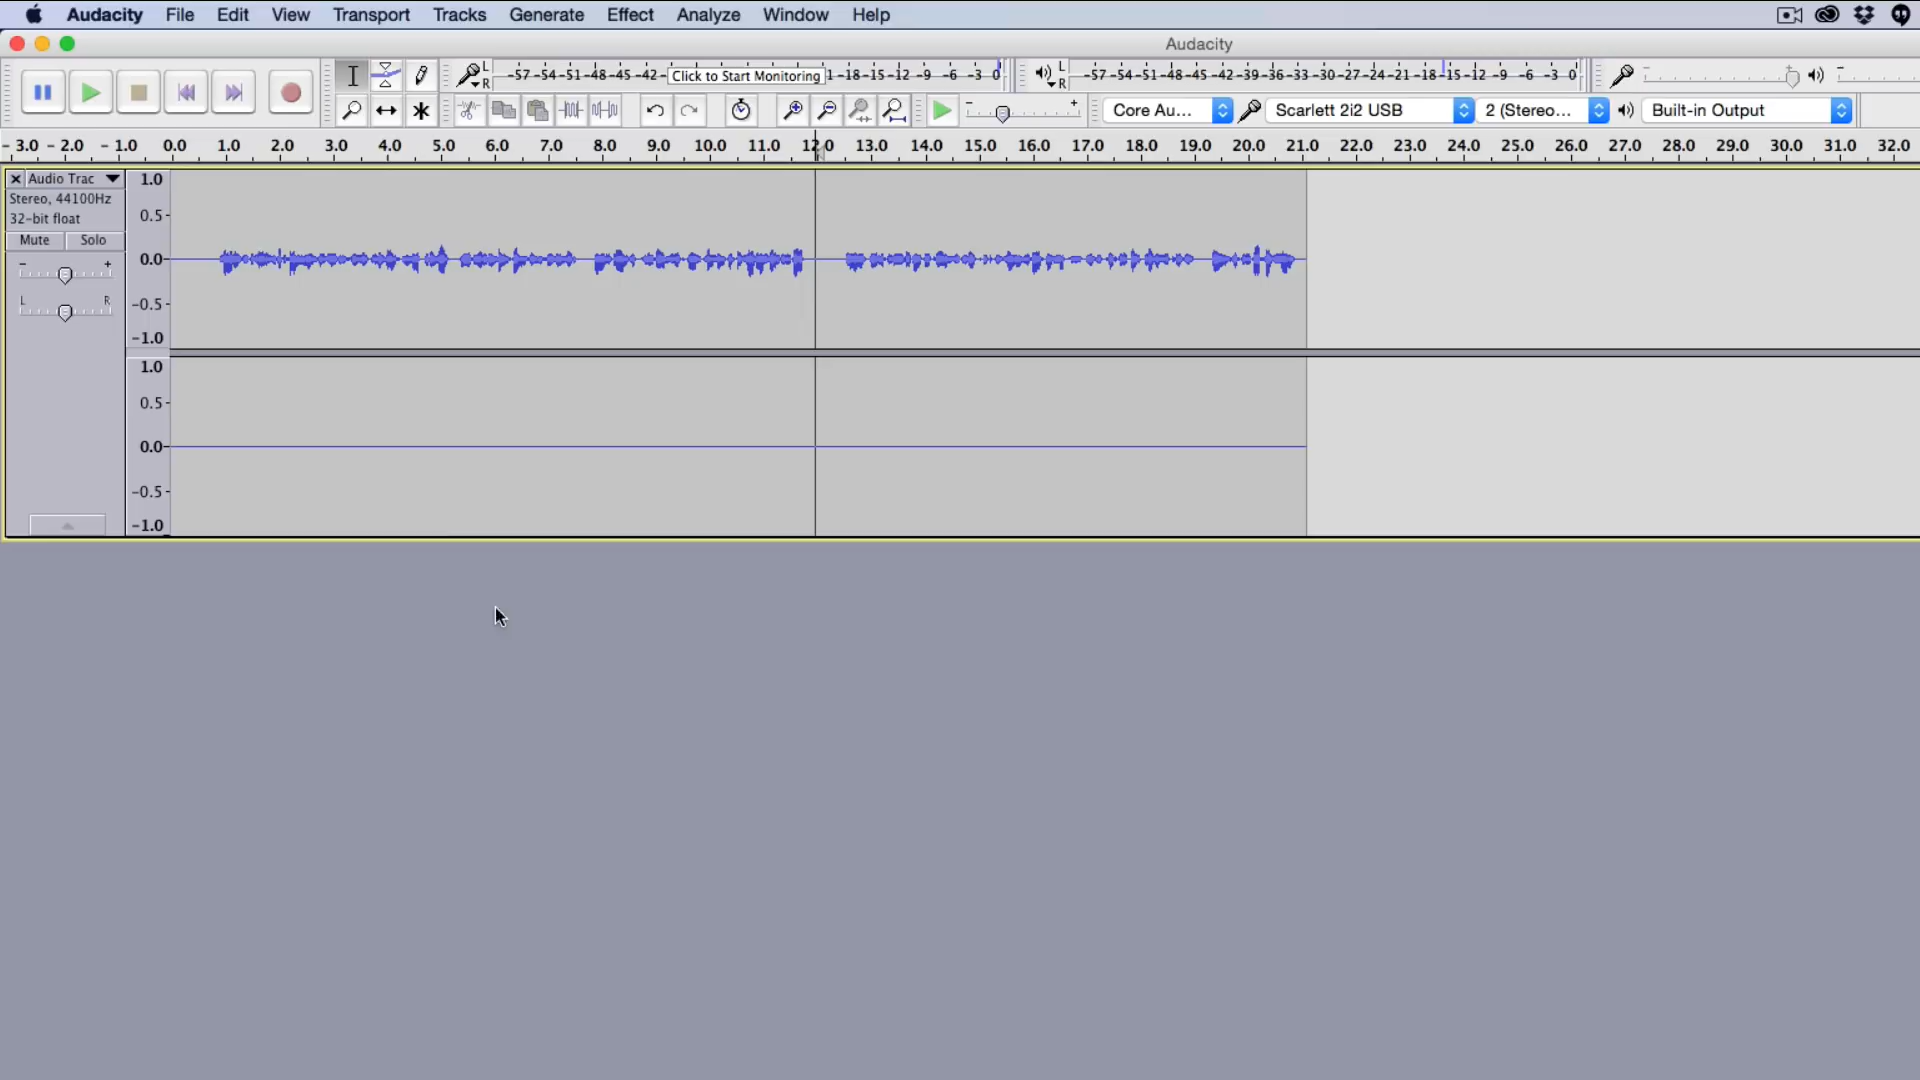 Audacity File Edit View Transport Tracks Generate Effect Analyze Window Help
Audacity
L R -57 -54 -51 -48 -45 -42 - Click to Start Monitoring 1 -18 -15 -12 -9 -6 -3 0 L R -57 -54 -51 -48 -45 -42 -39 -36 -33 -30 -27 -24 -21 -18 -15 -12 -9 -6 -3 0 - + -
- + Core Au... Scarlett 2i2 USB 2 (Stereo... Built-in Output
-3.0 -2.0 -1.0 0.0 1.0 2.0 3.0 4.0 5.0 6.0 7.0 8.0 9.0 10.0 11.0 12.0 13.0 14.0 15.0 16.0 17.0 18.0 19.0 20.0 21.0 22.0 23.0 24.0 25.0 26.0 27.0 28.0 29.0 30.0 31.0 32.0
Audio Trac 1.0
Stereo, 44100Hz
32-bit float 0.5-
Mute Solo
- + 0.0-
L R -0.5-
-1.0
1.0
0.5-
0.0-
-0.5-
-1.0